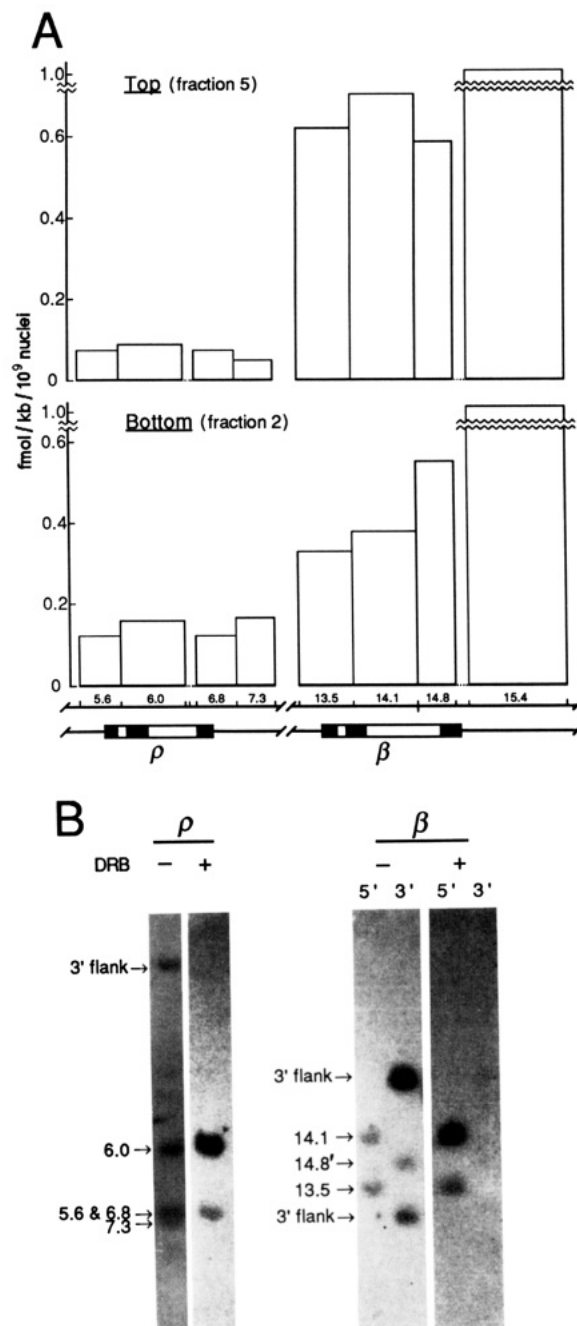 A
Top (fraction 5)
1.0
0.6
0.4
0.2
0
fmol / kb / 10⁹ nuclei
Bottom (fraction 2)
1.0
0.6
0.4
0.2
0
5.6 6.0 6.8 7.3 13.5 14.1 14.8 15.4
ρ β
B
ρ β
DRB − + − +
5' 3' 5' 3'
3' flank→
6.0→
5.6 & 6.8→
7.3→
3' flank→
14.1→
14.8'→
13.5→
3' flank→